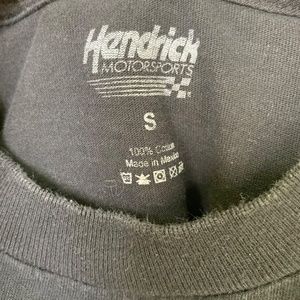 Hendrick
MOTORSPORTS
S
100% Cotton
Made in Mexico